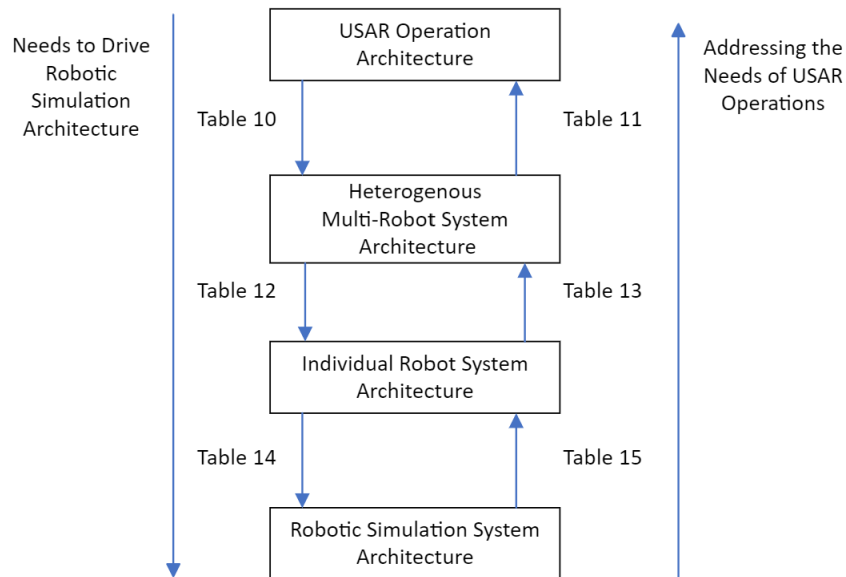 USAR Operation
Architecture
Needs to Drive
Robotic
Simulation
Architecture
Addressing the
Needs of USAR
Operations
Table 10
Table 11
Heterogenous
Multi-Robot System
Architecture
Table 12
Table 13
Individual Robot System
Architecture
Table 14
Table 15
Robotic Simulation System
Architecture